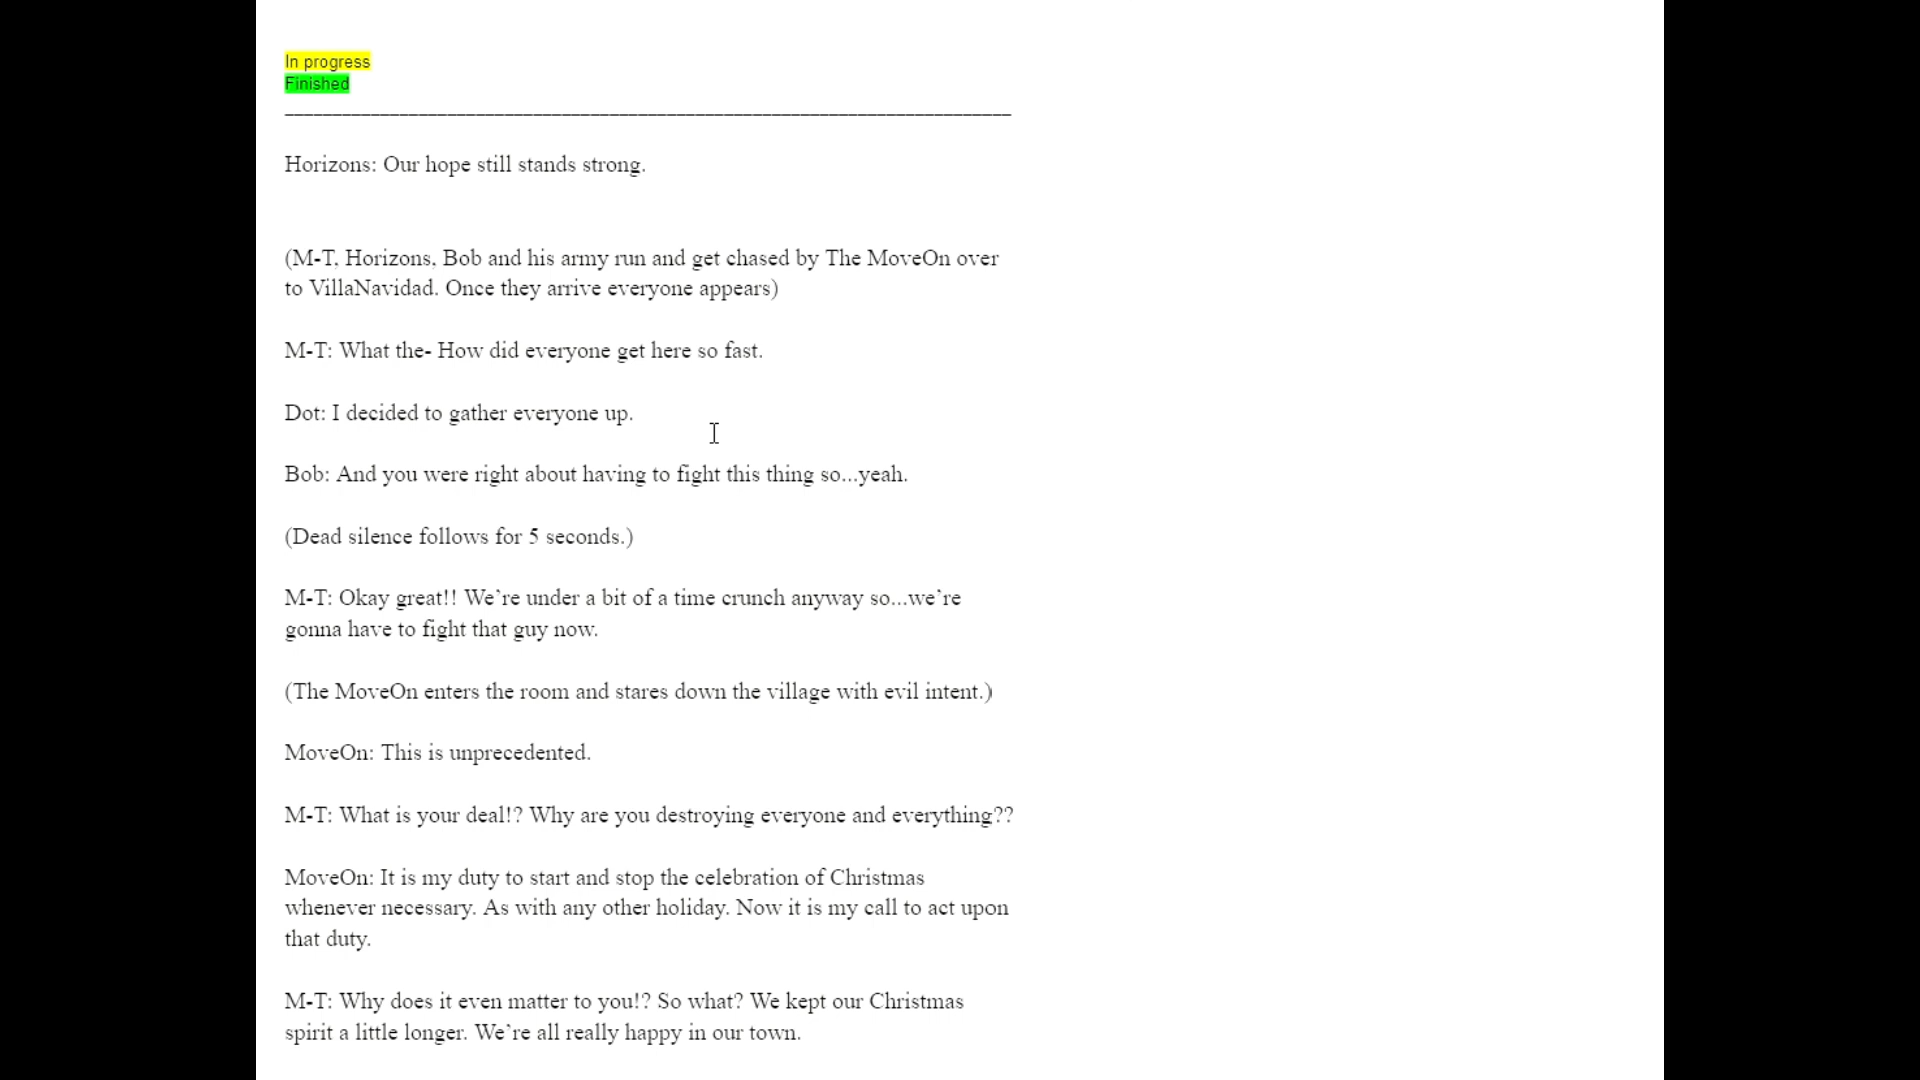 In progress
Finished
Horizons: Our hope still stands strong.
(M-T, Horizons, Bob and his army run and get chased by The MoveOn over
to VillaNavidad. Once they arrive everyone appears)
M-T: What the- How did everyone get here so fast.
Dot: I decided to gather everyone up.
Bob: And you were right about having to fight this thing so...yeah.
(Dead silence follows for 5 seconds.)
M-T: Okay great!! We're under a bit of a time crunch anyway so...we're
gonna have to fight that guy now.
(The MoveOn enters the room and stares down the village with evil intent.)
MoveOn: This is unprecedented.
M-T: What is your deal!? Why are you destroying everyone and everything??
MoveOn: It is my duty to start and stop the celebration of Christmas
whenever necessary. As with any other holiday. Now it is my call to act upon
that duty.
M-T: Why does it even matter to you!? So what? We kept our Christmas
spirit a little longer. We're all really happy in our town.